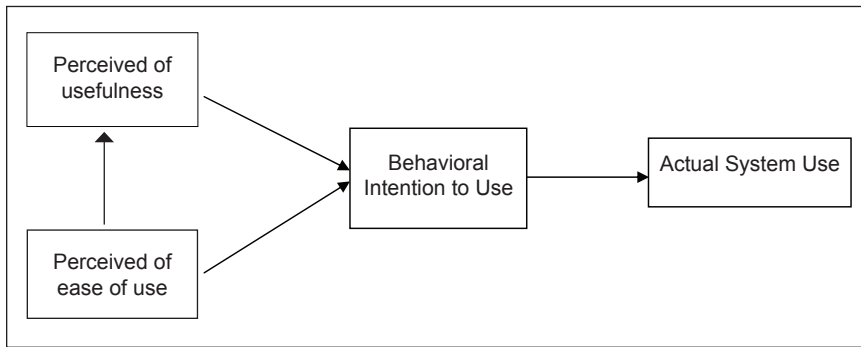 Perceived of
usefulness
Behavioral
Intention to Use
Actual System Use
Perceived of
ease of use